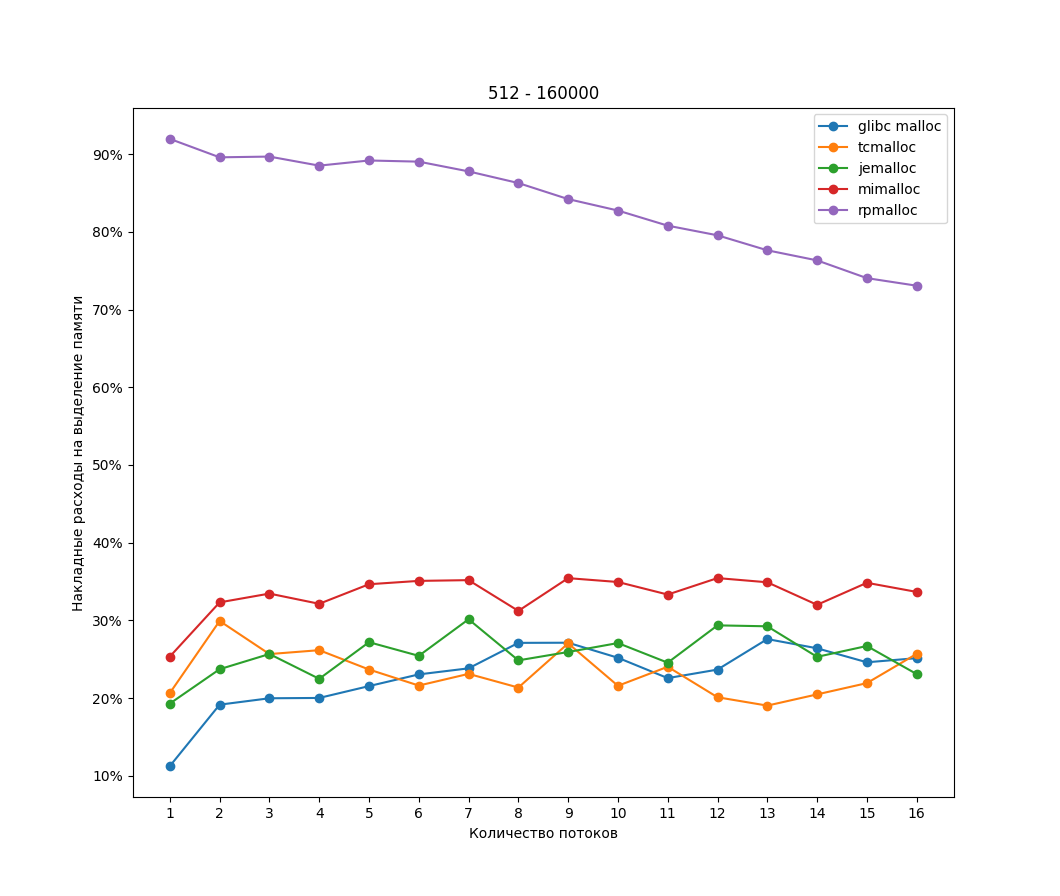 512 - 160000
glibc malloc
tcmalloc
jemalloc
mimalloc
rpmalloc
Накладные расходы на выделение памяти
90%
80%
70%
60%
50%
40%
30%
20%
10%
1 2 3 4 5 6 7 8 9 10 11 12 13 14 15 16
Количество потоков